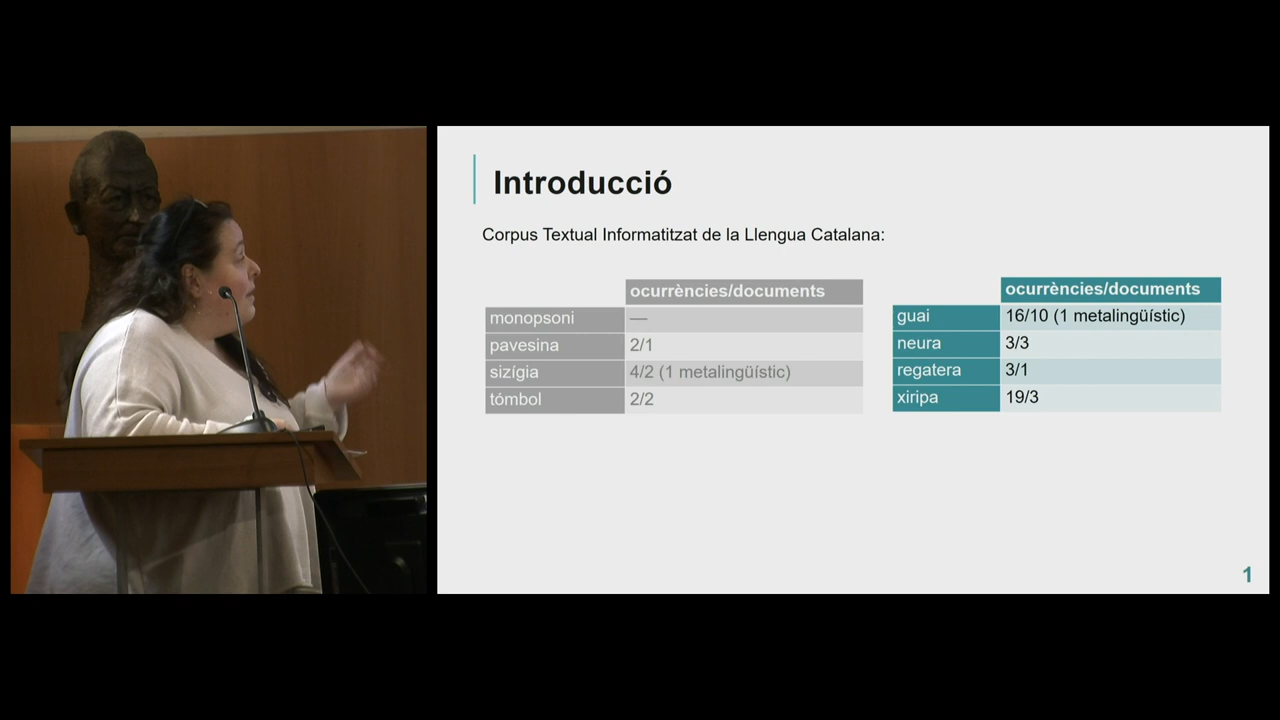 Introducció
Corpus Textual Informatitzat de la Llengua Catalana:
ocurrències/documents
monopsoni —
pavesina 2/1
sizígia 4/2 (1 metalingüístic)
tómbol 2/2
ocurrències/documents
guai 16/10 (1 metalingüístic)
neura 3/3
regatera 3/1
xiripa 19/3
1